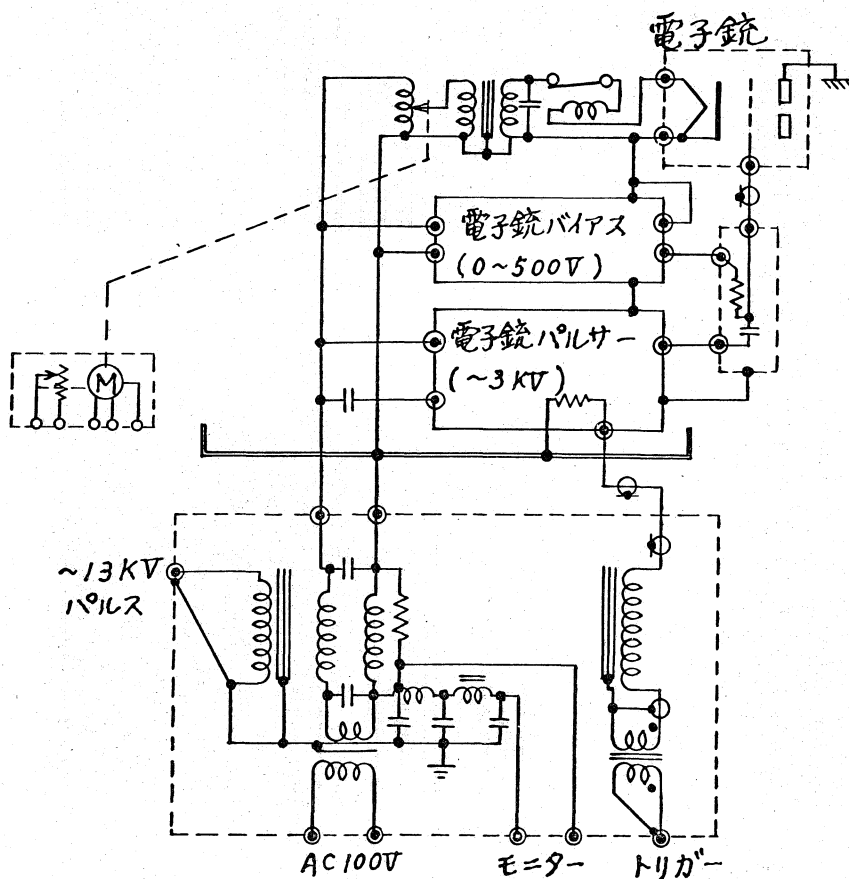 電子銃
電子銃バイアス
(0~500V)
電子銃パルサー
(~3KV)
M
~13KV
パルス
AC100V
モニター
トリガー